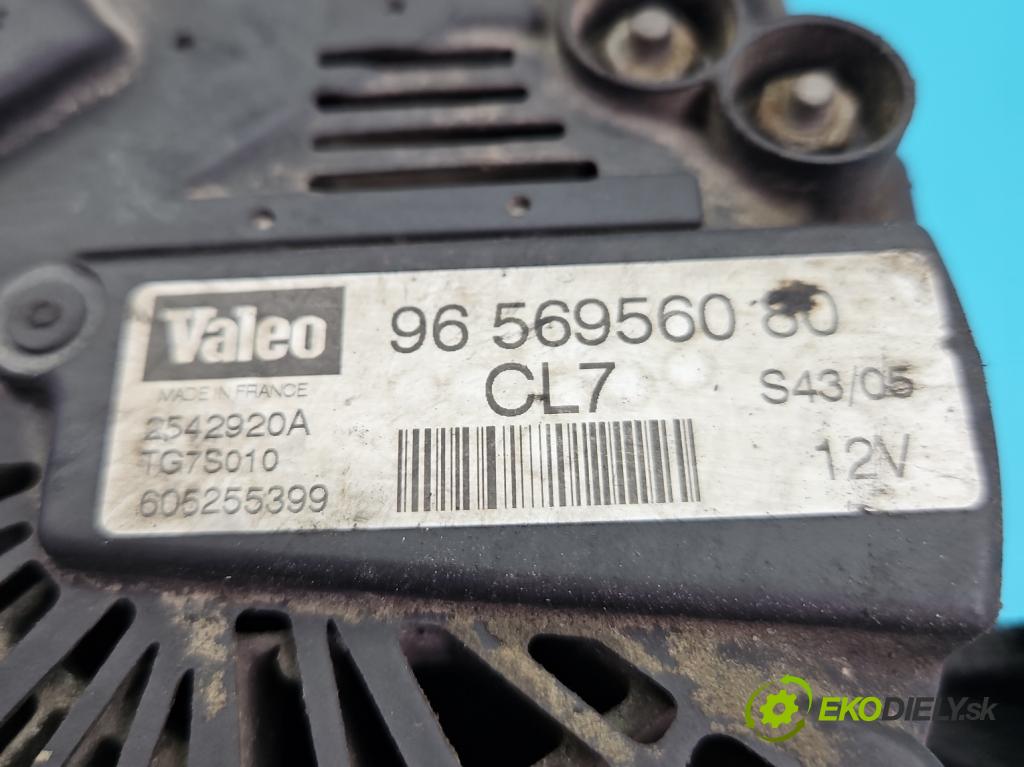 Valeo
MADE IN FRANCE
2542920A
TG7S010
605255399
96 569560 80
CL7
S43/05
12V
EKODIELY.sk